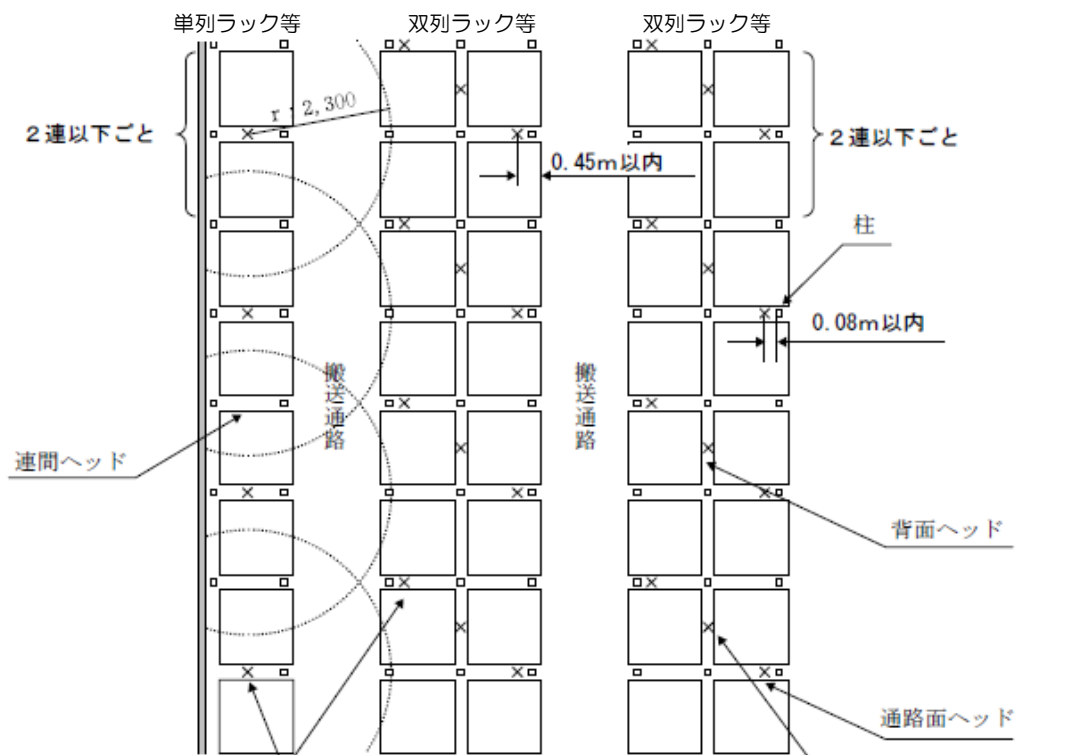 単列ラック等
双列ラック等
双列ラック等
r : 2,300
2連以下ごと
2連以下ごと
0.45m以内
柱
0.08m以内
搬送通路
搬送通路
連間ヘッド
背面ヘッド
通路面ヘッド